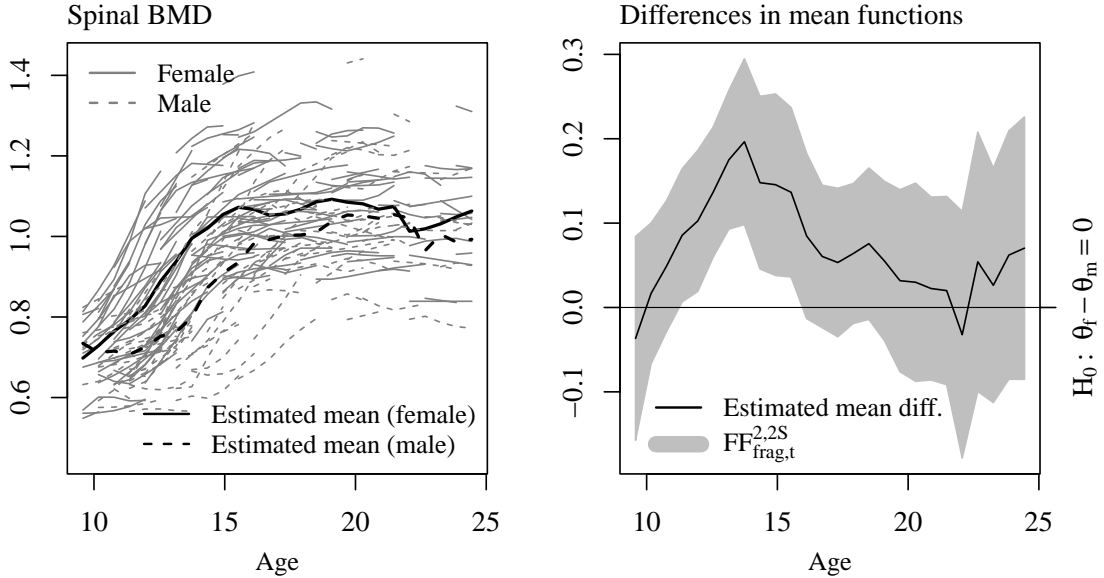 Spinal BMD
1.4
1.2
1.0
0.8
0.6
Female
Male
Estimated mean (female)
Estimated mean (male)
10 15 20 25
Age
Differences in mean functions
0.3
0.2
0.1
0.0
−0.1
Estimated mean diff.
FF^{2,2S}_{frag,t}
10 15 20 25
Age
H₀ : θ_f − θ_m = 0